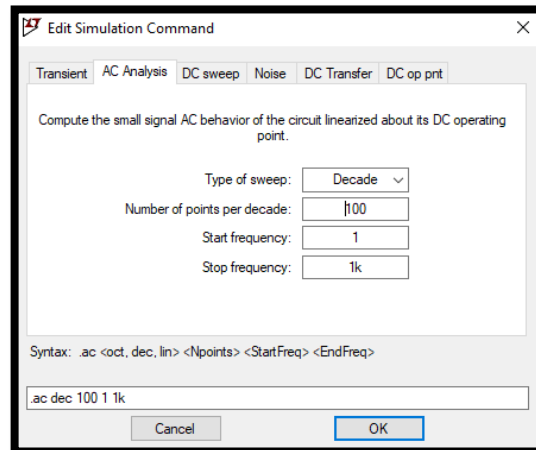 Edit Simulation Command
Transient AC Analysis DC sweep Noise DC Transfer DC op pnt
Compute the small signal AC behavior of the circuit linearized about its DC operating
point.
Type of sweep: Decade
Number of points per decade: 100
Start frequency: 1
Stop frequency: 1k
Syntax: .ac <oct, dec, lin> <Npoints> <StartFreq> <EndFreq>
.ac dec 100 1 1k
Cancel OK